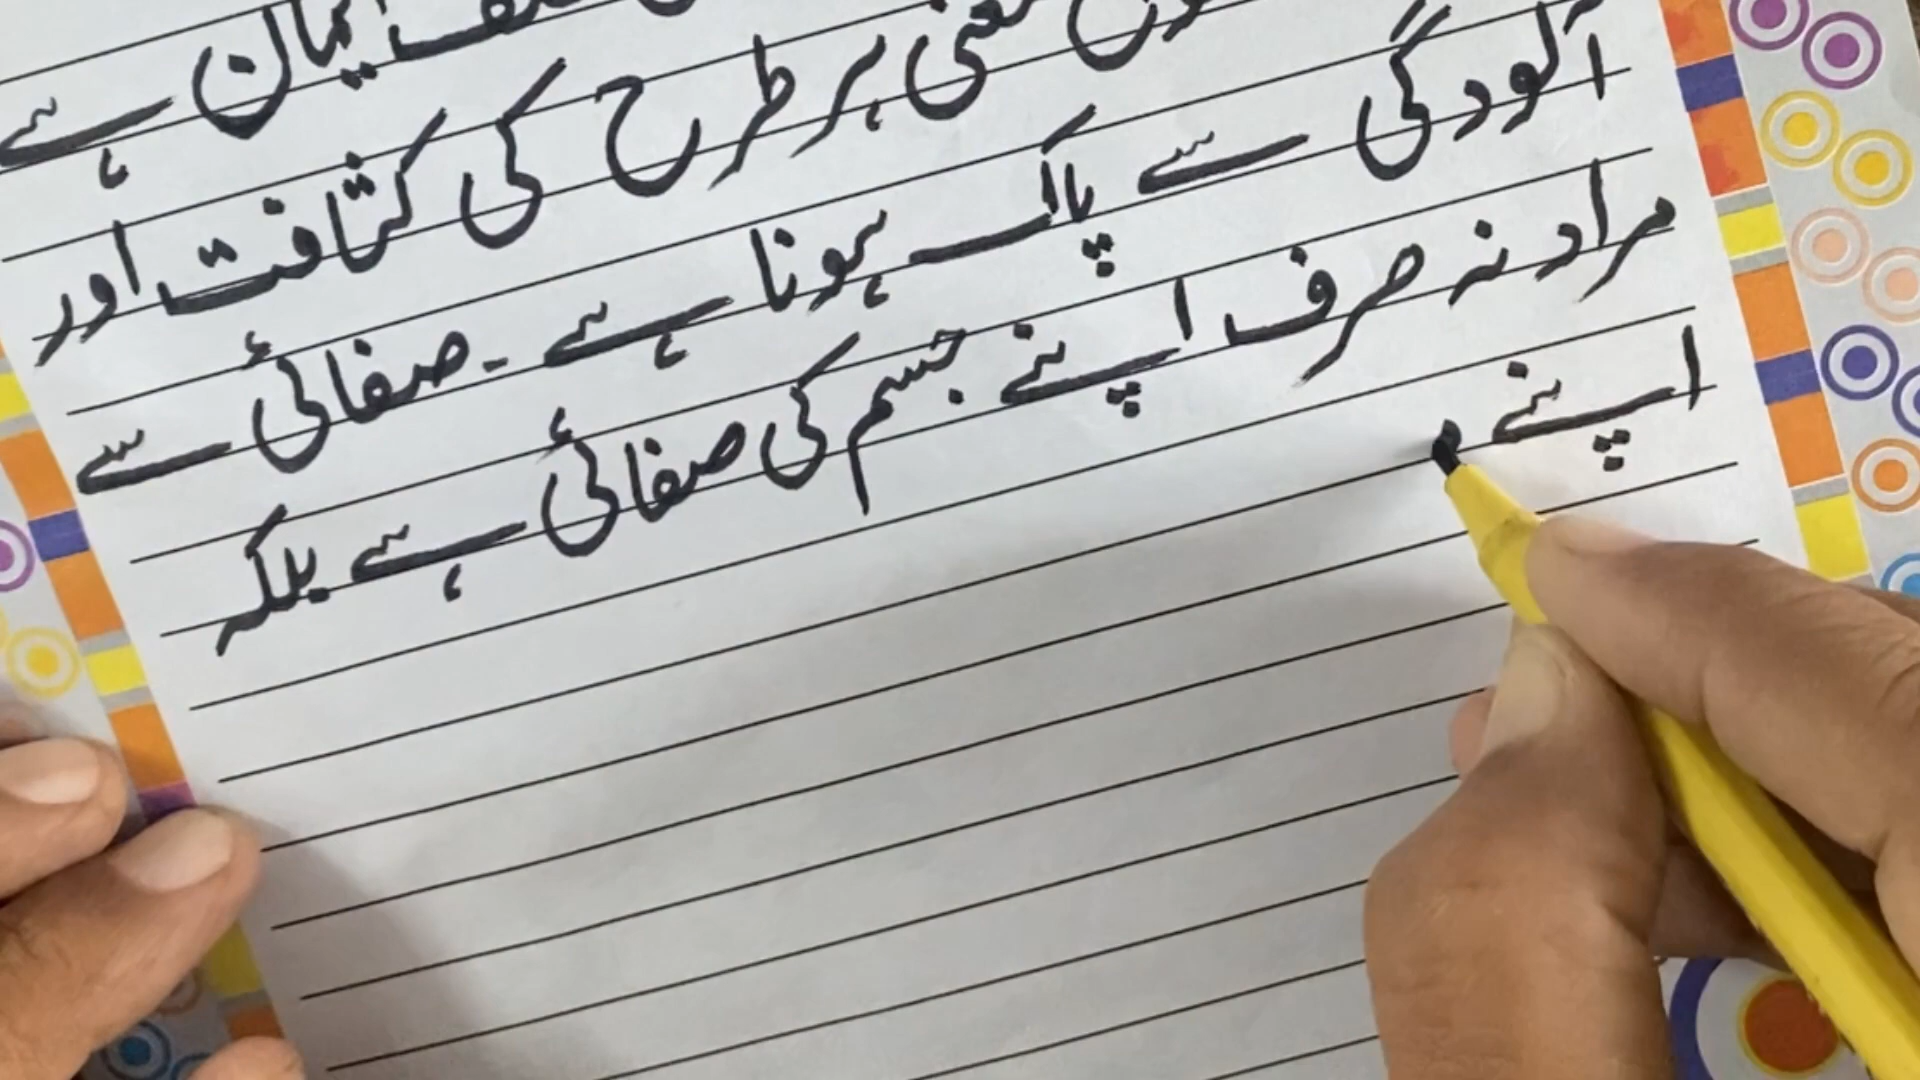 ایمان ہے
معنی ہر طرح کی کثافت اور
آلودگی سے پاک ہونا ہے۔ صفائی سے
مراد نہ صرف اپنے جسم کی صفائی ہے بلکہ
اپنے